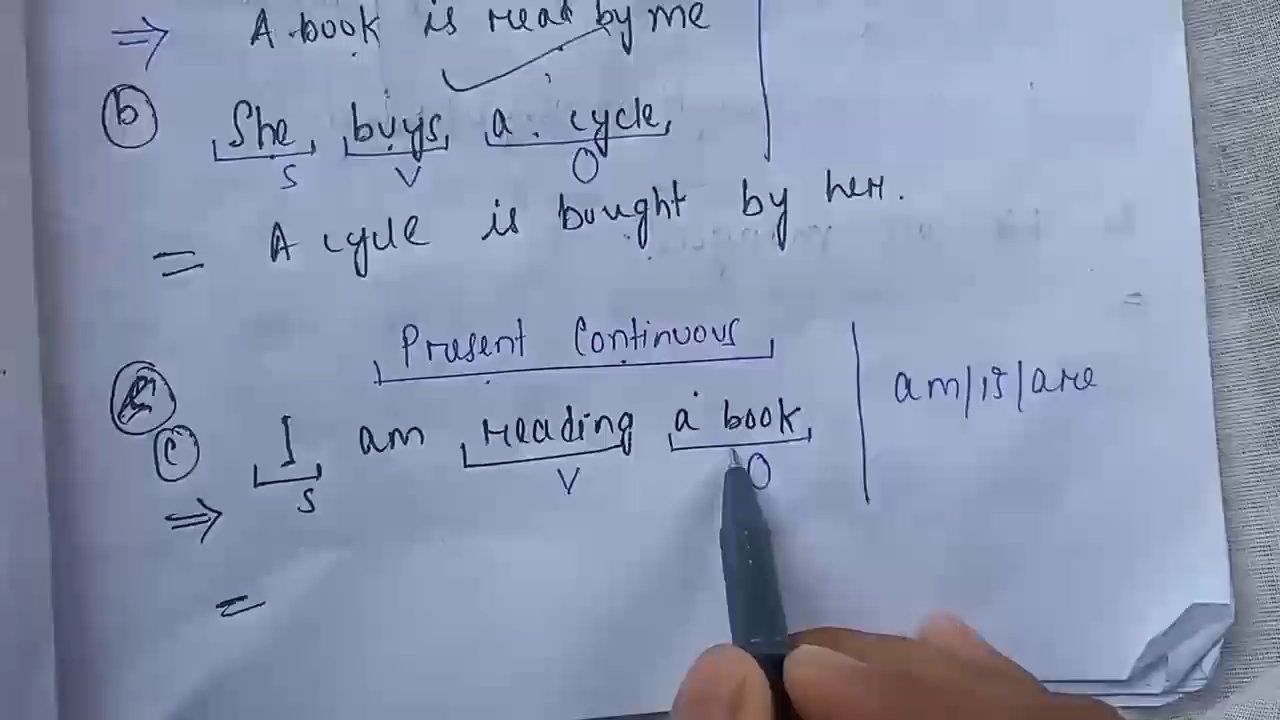 ⇒ A book is read by me
(b) She buys a cycle
S V O
= A cycle is bought by her.
Present Continuous
(c) I am reading a book
am/is/are
S V O
⇒
=